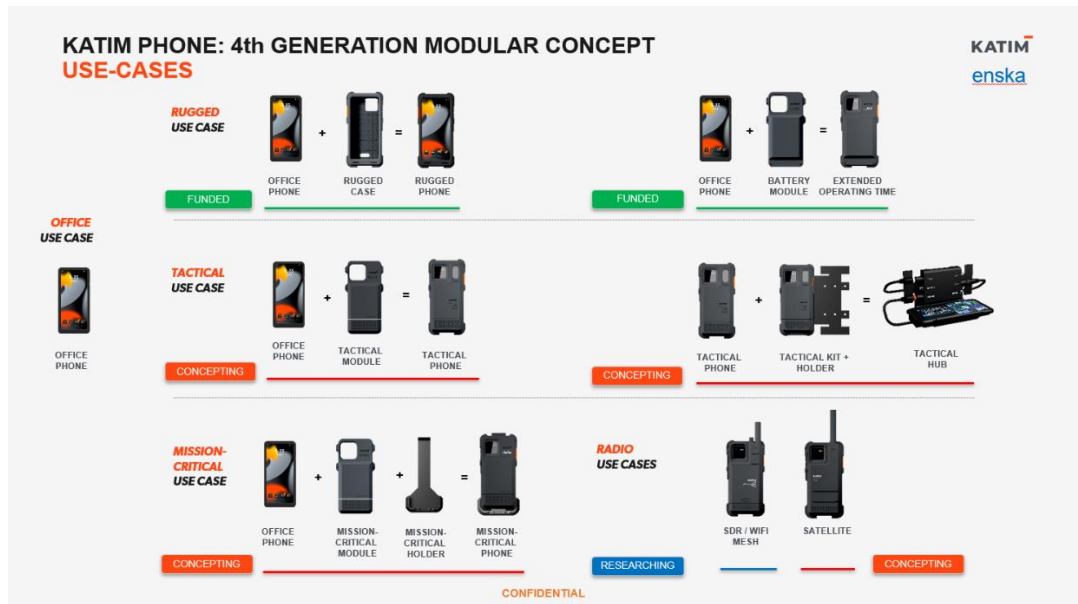 KATIM PHONE: 4th GENERATION MODULAR CONCEPT
USE-CASES
KATIM
enska
RUGGED
USE CASE
+
=
OFFICE
PHONE
RUGGED
CASE
RUGGED
PHONE
FUNDED
+
=
OFFICE
PHONE
BATTERY
MODULE
EXTENDED
OPERATING TIME
FUNDED
OFFICE
USE CASE
OFFICE
PHONE
TACTICAL
USE CASE
+
=
OFFICE
PHONE
TACTICAL
MODULE
TACTICAL
PHONE
CONCEPTING
+
=
TACTICAL
PHONE
TACTICAL KIT +
HOLDER
TACTICAL
HUB
CONCEPTING
MISSION-
CRITICAL
USE CASE
+
+
=
OFFICE
PHONE
MISSION-
CRITICAL
MODULE
MISSION-
CRITICAL
HOLDER
MISSION-
CRITICAL
PHONE
CONCEPTING
RADIO
USE CASES
SDR / WIFI
MESH
SATELLITE
RESEARCHING
CONCEPTING
CONFIDENTIAL